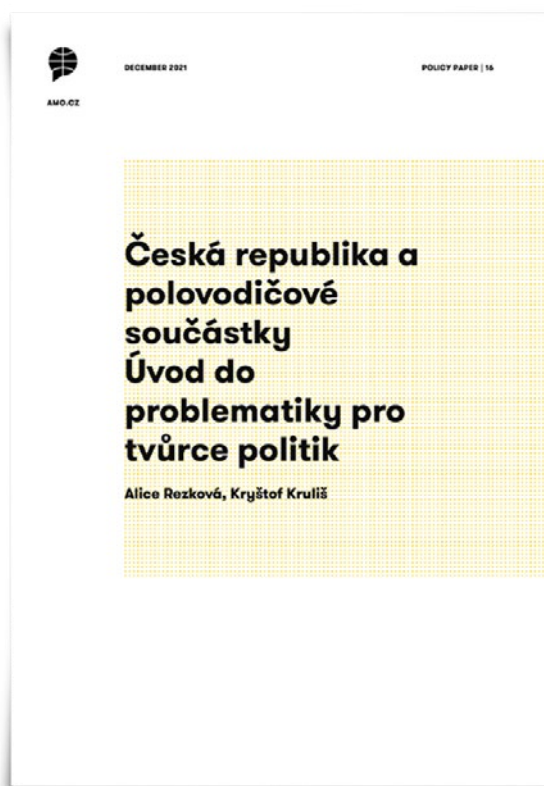 DECEMBER 2021
POLICY PAPER | 16
AMO.CZ
Česká republika a
polovodičové
součástky
Úvod do
problematiky pro
tvůrce politik
Alice Rezková, Kryštof Kruliš